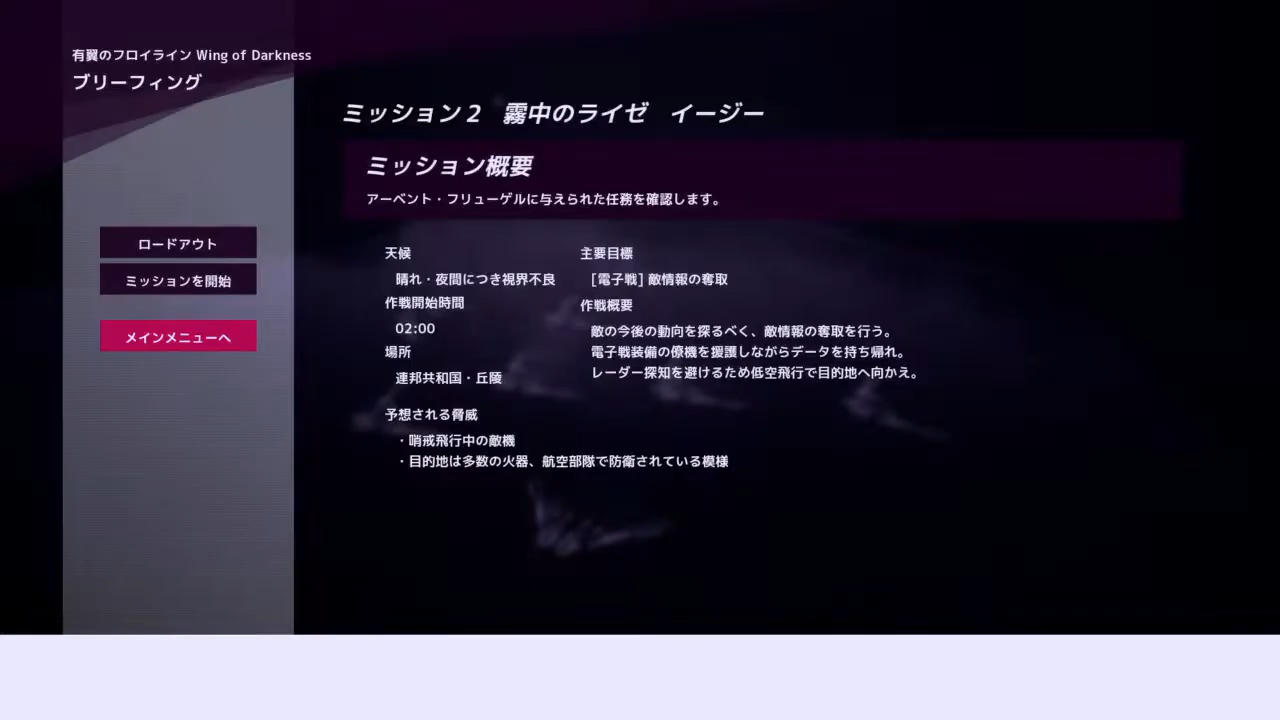 有翼のフロイライン Wing of Darkness
ブリーフィング
ロードアウト
ミッションを開始
メインメニューへ
ミッション2　霧中のライゼ　イージー
ミッション概要
アーベント・フリューゲルに与えられた任務を確認します。
天候
晴れ・夜間につき視界不良
作戦開始時間
02:00
場所
連邦共和国・丘陵
主要目標
[電子戦] 敵情報の奪取
作戦概要
敵の今後の動向を探るべく、敵情報の奪取を行う。
電子戦装備の僚機を援護しながらデータを持ち帰れ。
レーダー探知を避けるため低空飛行で目的地へ向かえ。
予想される脅威
・哨戒飛行中の敵機
・目的地は多数の火器、航空部隊で防衛されている模様